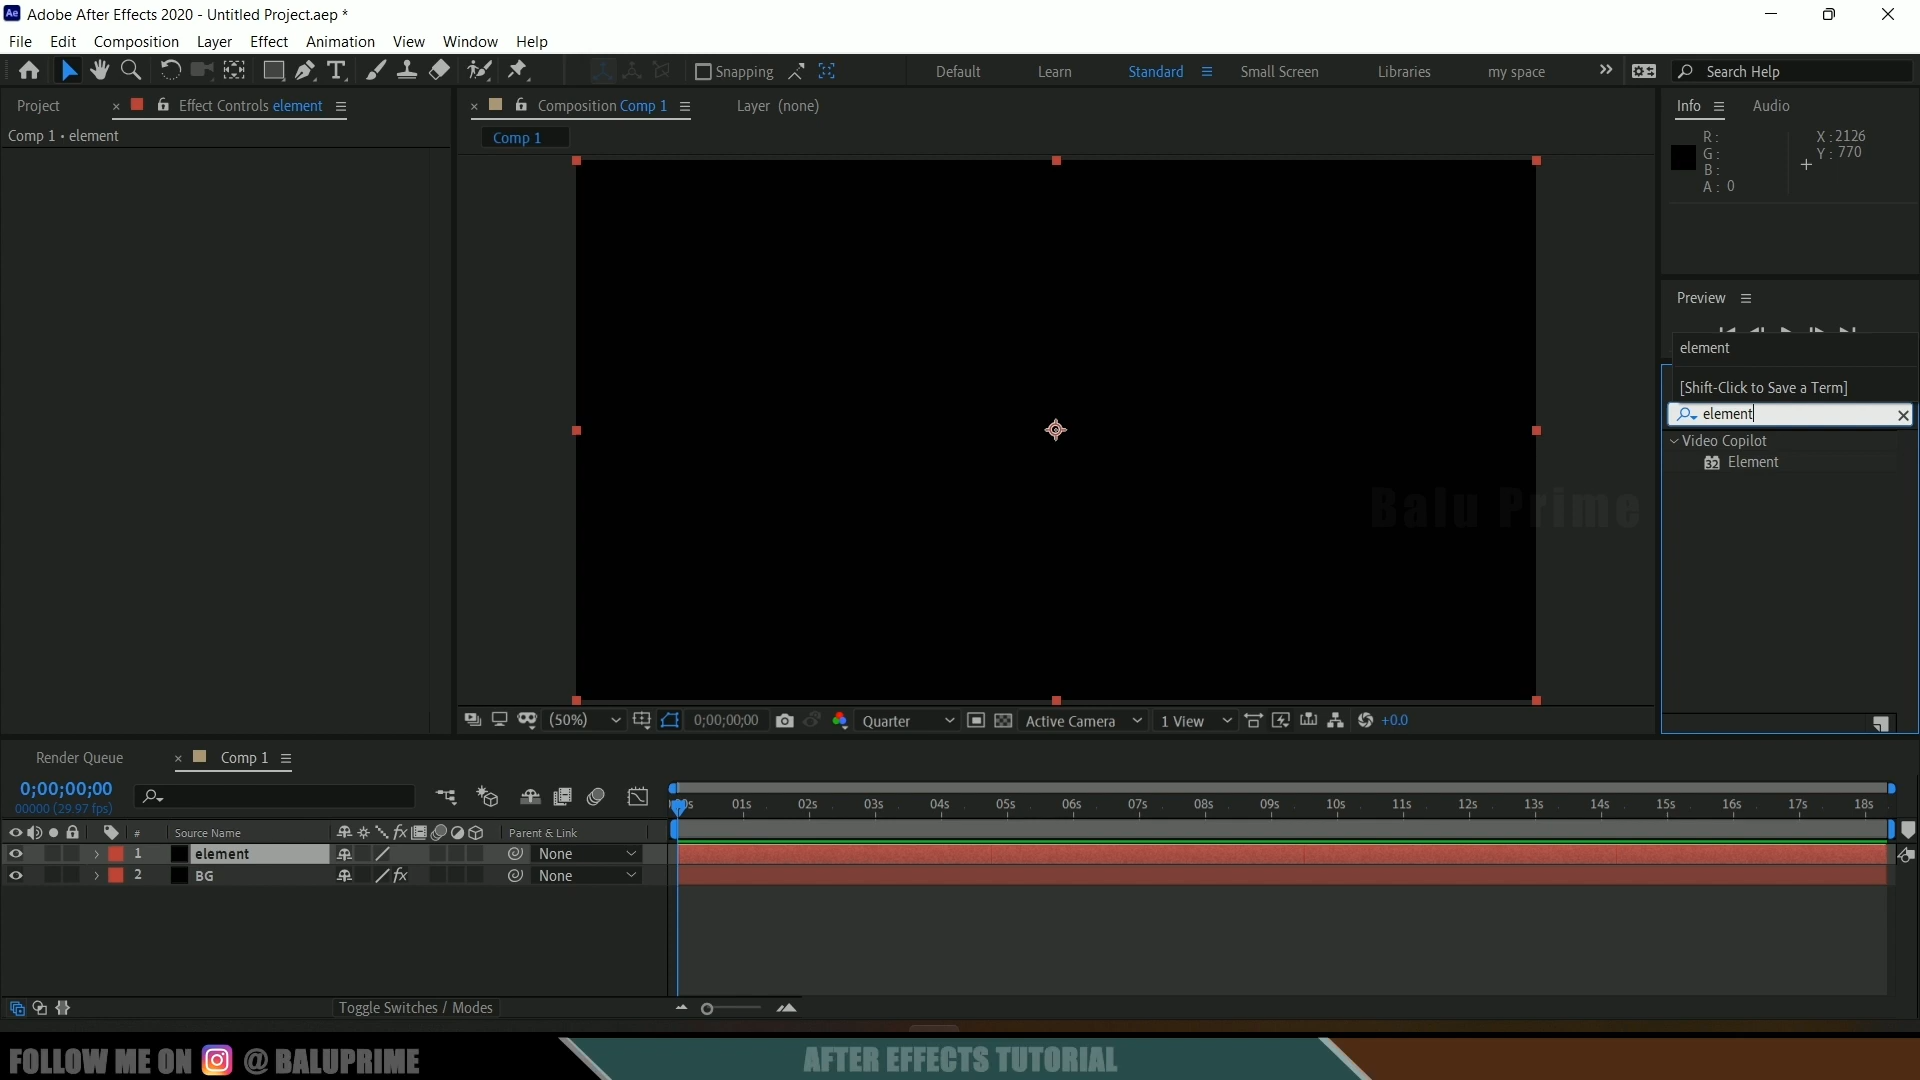 Adobe After Effects 2020 - Untitled Project.aep *
File Edit Composition Layer Effect Animation View Window Help
Snapping Default Learn Standard Small Screen Libraries my space Search Help
Project Effect Controls element Composition Comp 1 Layer (none) Info Audio
Comp 1 • element
Comp 1
R :
G :
B :
A : 0
X : 2126
Y : 770
Preview
element
[Shift-Click to Save a Term]
element
Video Copilot
32 Element
Balu Prime
(50%) 0;00;00;00 Quarter Active Camera 1 View +0.0
Render Queue Comp 1
0;00;00;00
00000 (29.97 fps)
01s 02s 03s 04s 05s 06s 07s 08s 09s 10s 11s 12s 13s 14s 15s 16s 17s 18s
# Source Name fx Parent & Link
1 element None
2 BG fx None
Toggle Switches / Modes
FOLLOW ME ON @ BALUPRIME AFTER EFFECTS TUTORIAL